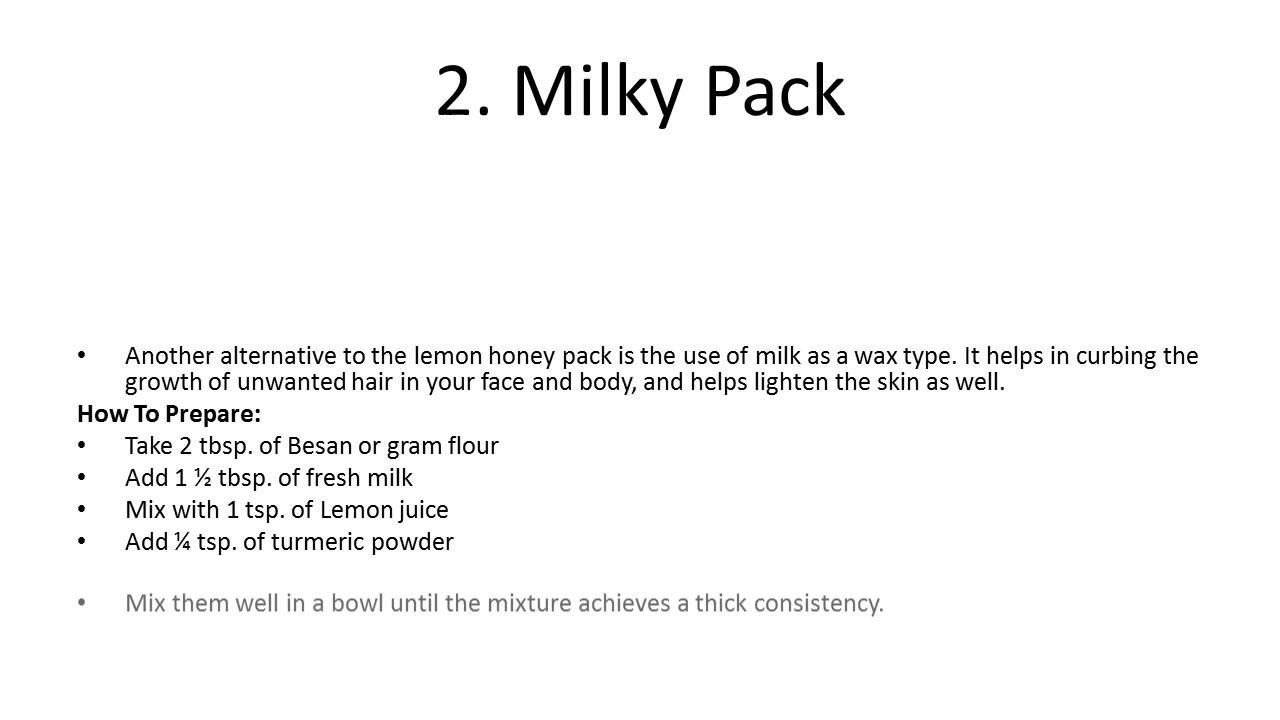 2. Milky Pack
• Another alternative to the lemon honey pack is the use of milk as a wax type. It helps in curbing the
growth of unwanted hair in your face and body, and helps lighten the skin as well.
How To Prepare:
• Take 2 tbsp. of Besan or gram flour
• Add 1 ½ tbsp. of fresh milk
• Mix with 1 tsp. of Lemon juice
• Add ¼ tsp. of turmeric powder
• Mix them well in a bowl until the mixture achieves a thick consistency.